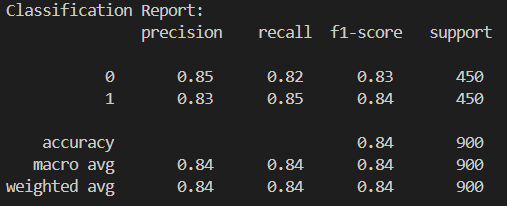 Classification Report:
precision recall f1-score support
0 0.85 0.82 0.83 450
1 0.83 0.85 0.84 450
accuracy 0.84 900
macro avg 0.84 0.84 0.84 900
weighted avg 0.84 0.84 0.84 900